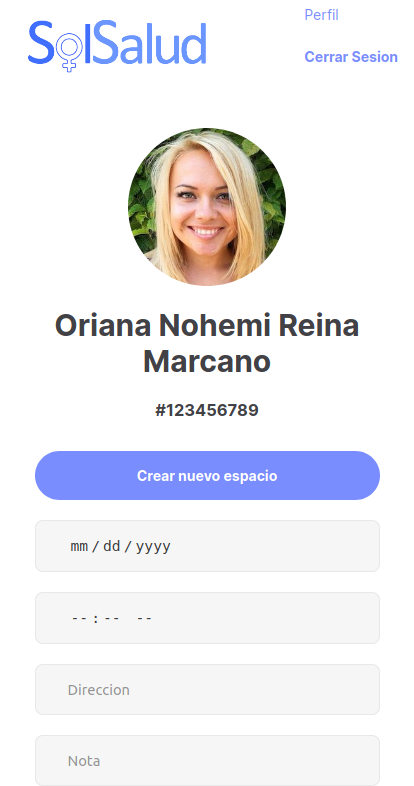 SolSalud
Perfil
Cerrar Sesion
Oriana Nohemi Reina
Marcano
#123456789
Crear nuevo espacio
mm / dd / yyyy
-- : -- --
Direccion
Nota